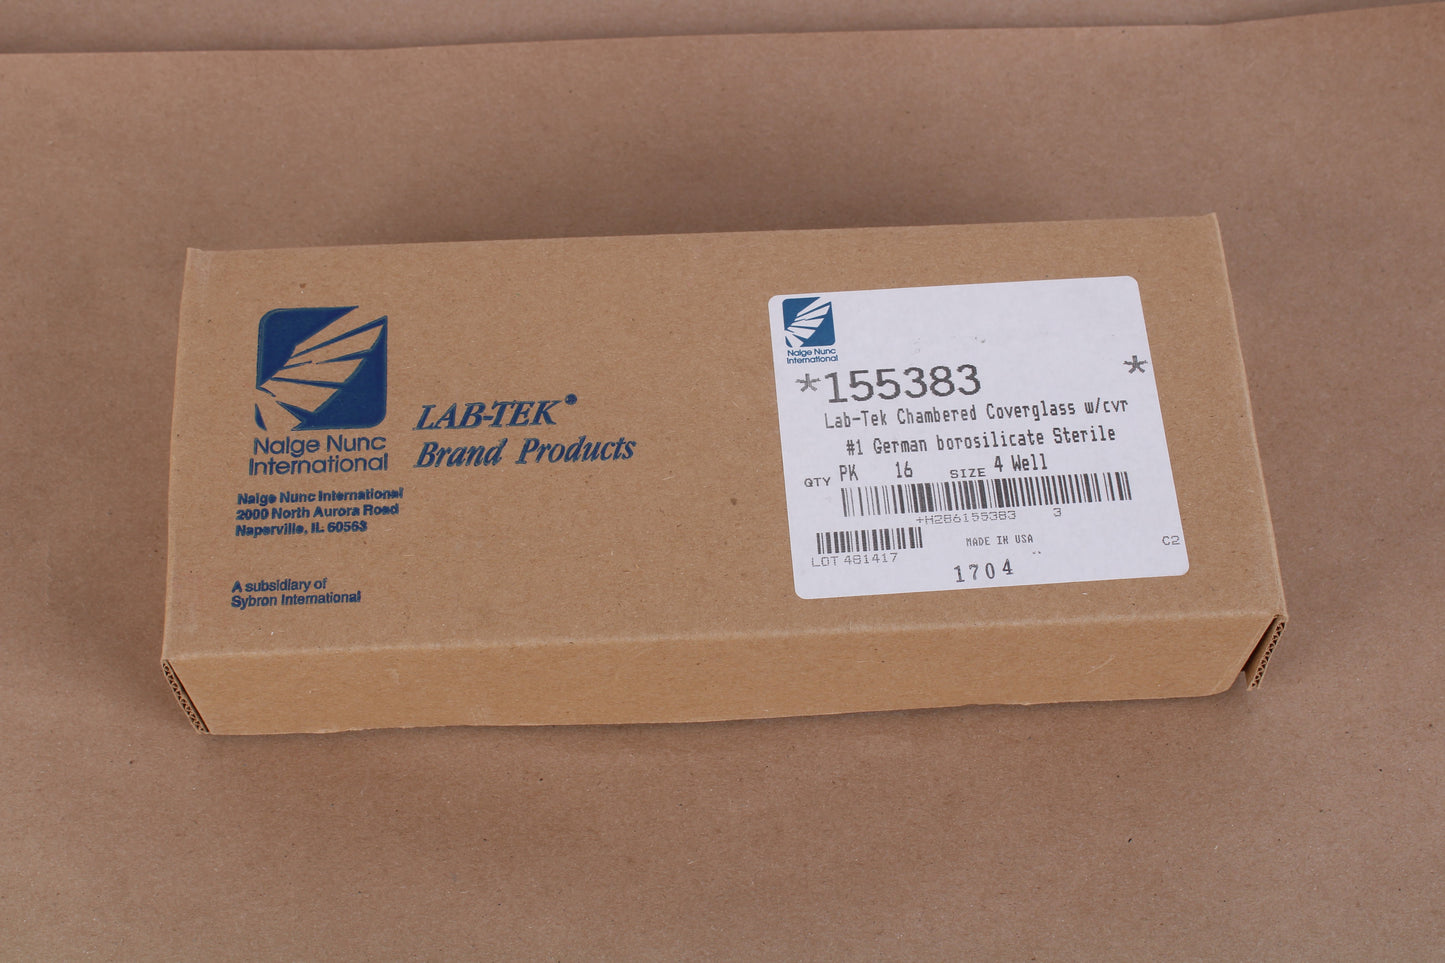 Nalge Nunc
International
LAB-TEK®
Brand Products
Nalge Nunc International
2000 North Aurora Road
Naperville, IL 60563
A subsidiary of
Sybron International
Nalge Nunc
International
*155383 *
Lab-Tek Chambered Coverglass w/cvr
#1 German borosilicate Sterile
QTY PK 16 SIZE 4 Well
+H286155383 3
LOT 481417
MADE IN USA
C2
1704